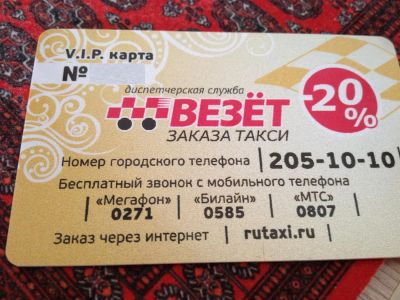 V.I.P. карта
№
диспетчерская служба
ВЕЗЁТ
ЗАКАЗА ТАКСИ
-20%
Номер городского телефона | 205-10-10
Бесплатный звонок с мобильного телефона
«Мегафон» | «Билайн» | «МТС»
0271 | 0585 | 0807
Заказ через интернет | rutaxi.ru